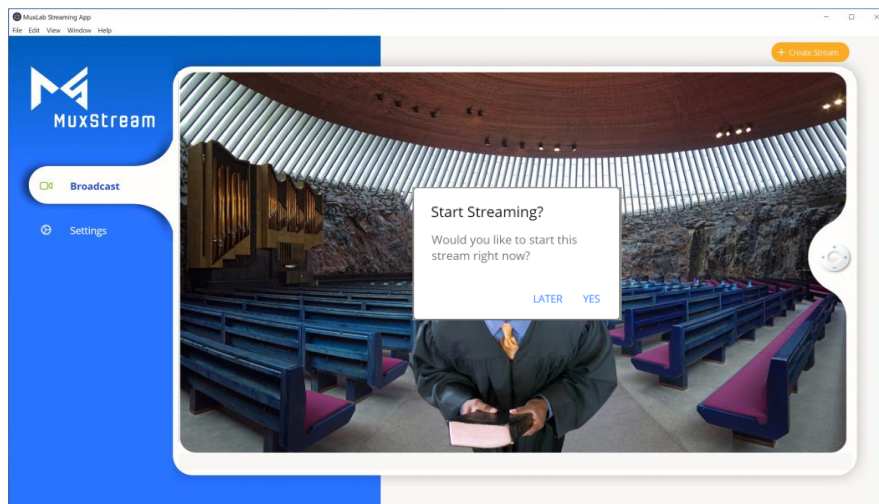 MuxLab Streaming App
File Edit View Window Help
+ Create Stream
MuxStream
Broadcast
Settings
Start Streaming?
Would you like to start this
stream right now?
LATER YES